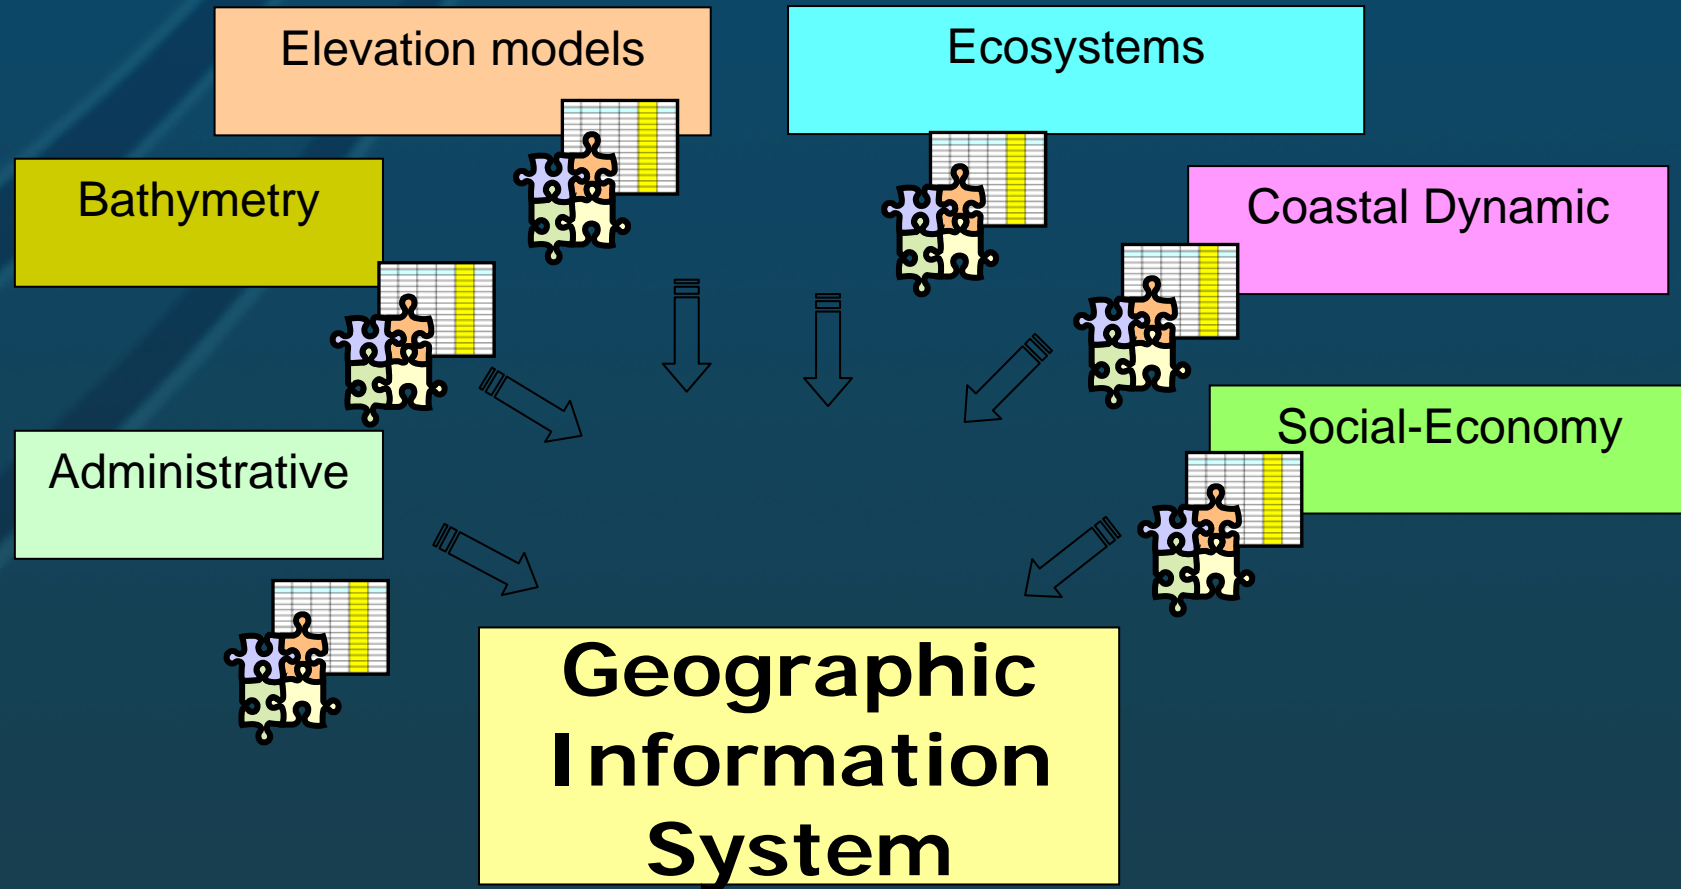 Elevation models
Ecosystems
Bathymetry
Coastal Dynamic
Administrative
Social-Economy
Geographic
Information
System